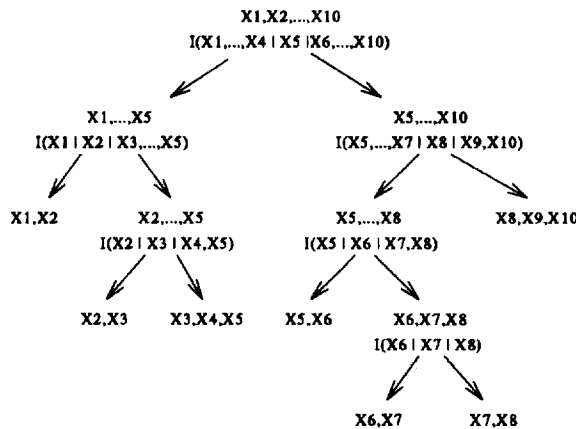 X1,X2,...,X10
I(X1,...,X4 | X5 |X6,...,X10)
X1,...,X5
I(X1 | X2 | X3,...,X5)
X5,...,X10
I(X5,...,X7 | X8 | X9,X10)
X1,X2
X2,...,X5
I(X2 | X3 | X4,X5)
X5,...,X8
I(X5 | X6 | X7,X8)
X8,X9,X10
X2,X3
X3,X4,X5
X5,X6
X6,X7,X8
I(X6 | X7 | X8)
X6,X7
X7,X8